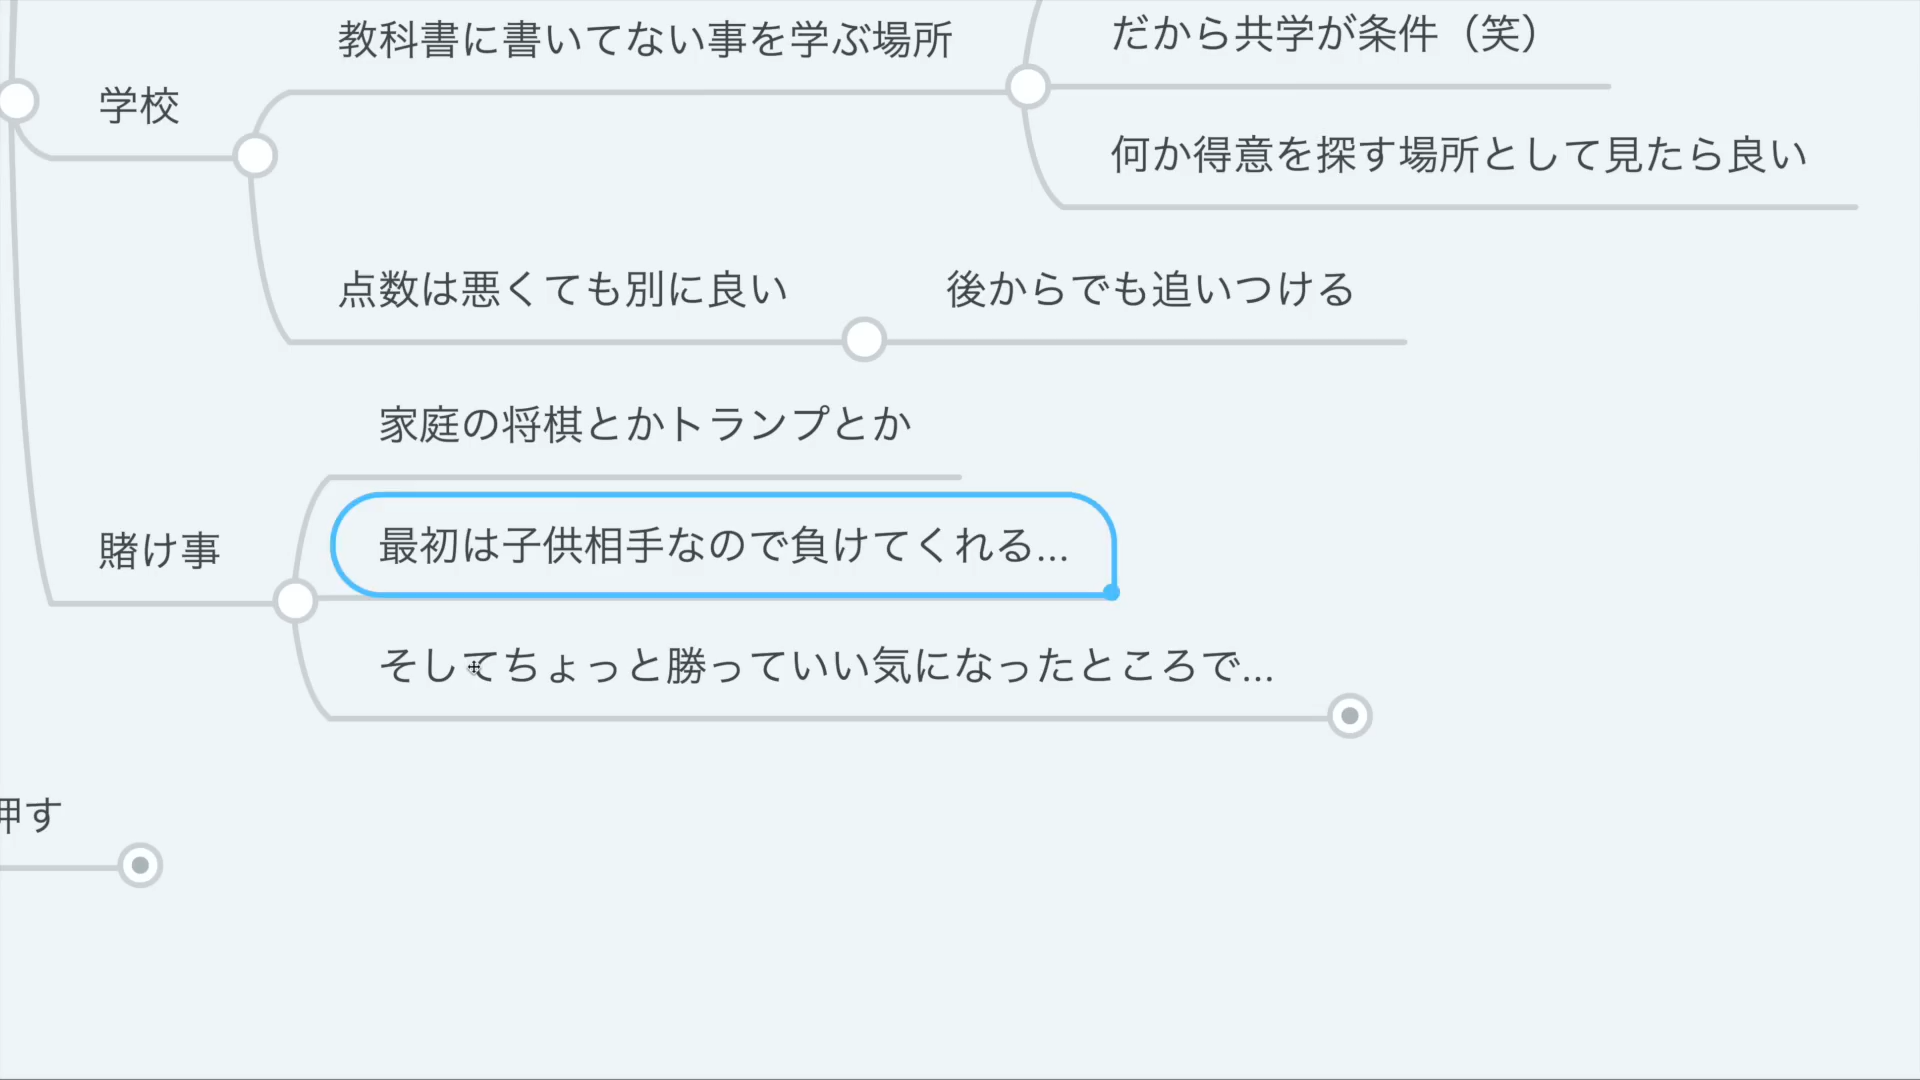 教科書に書いてない事を学ぶ場所
だから共学が条件（笑）
学校
何か得意を探す場所として見たら良い
点数は悪くても別に良い
後からでも追いつける
家庭の将棋とかトランプとか
賭け事
最初は子供相手なので負けてくれる...
そしてちょっと勝っていい気になったところで...
押す